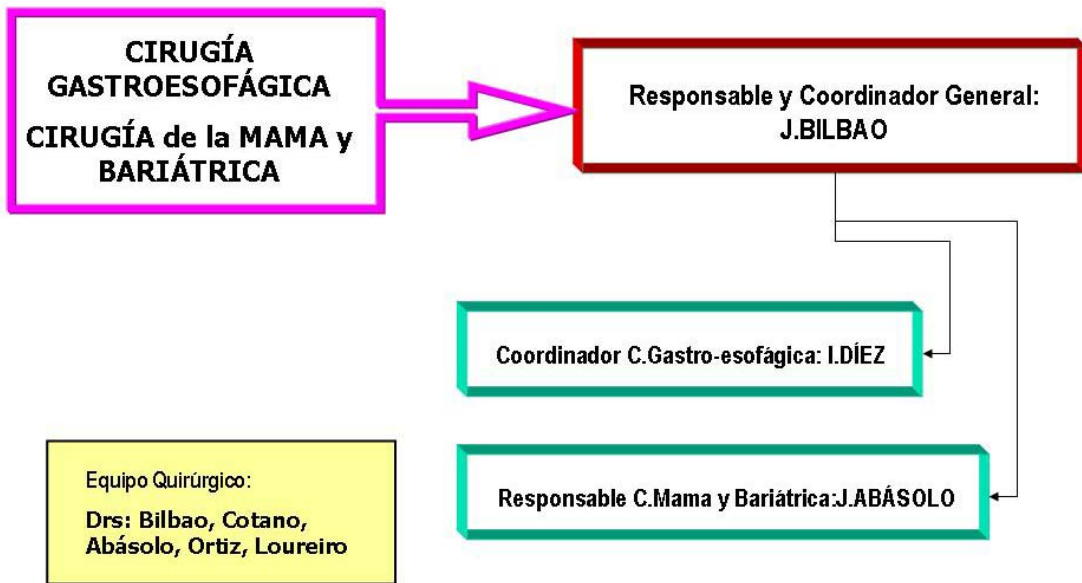 CIRUGÍA
GASTROESOFÁGICA
CIRUGÍA de la MAMA y
BARIÁTRICA
Responsable y Coordinador General:
J.BILBAO
Coordinador C.Gastro-esofágica: I.DÍEZ
Responsable C.Mama y Bariátrica:J.ABÁSOLO
Equipo Quirúrgico:
Drs: Bilbao, Cotano,
Abásolo, Ortiz, Loureiro